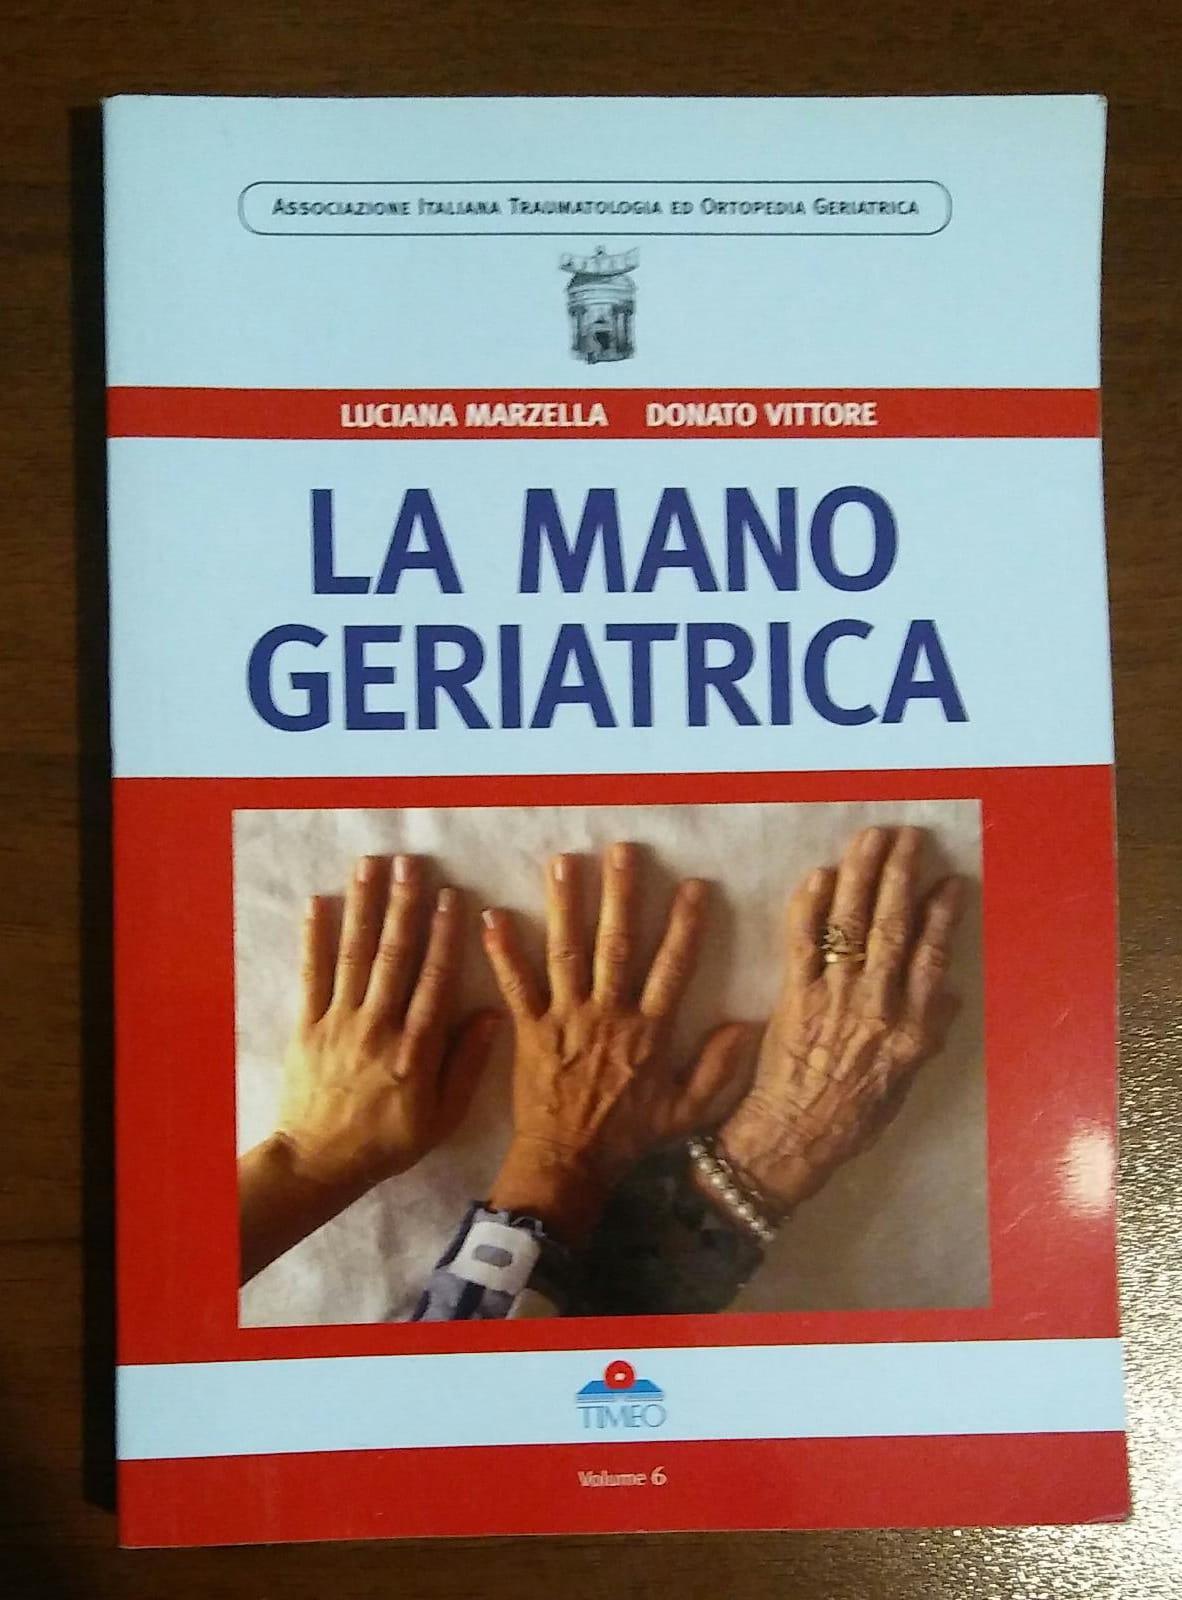 ASSOCIAZIONE ITALIANA TRAUMATOLOGIA ED ORTOPEDIA GERIATRICA
LUCIANA MARZELLA DONATO VITTORE
LA MANO
GERIATRICA
TIMEO
Volume 6